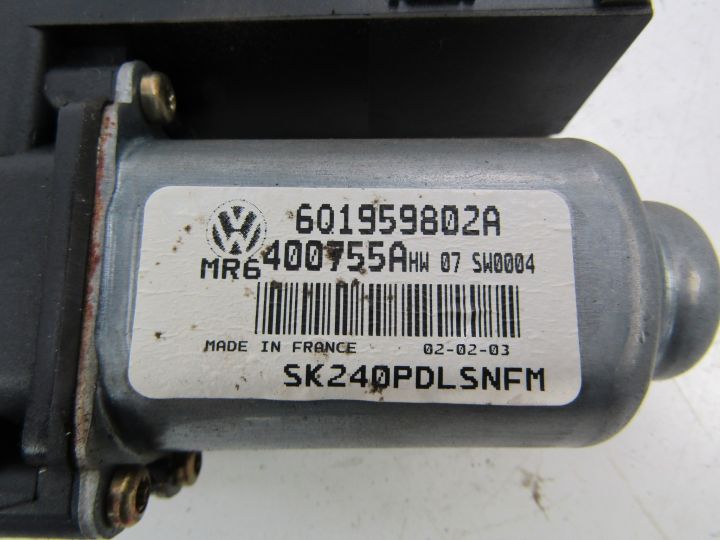 6Q1959802A
MR6 400755A HW 07 SW0004
MADE IN FRANCE 02-02-03
SK240PDLSNFM